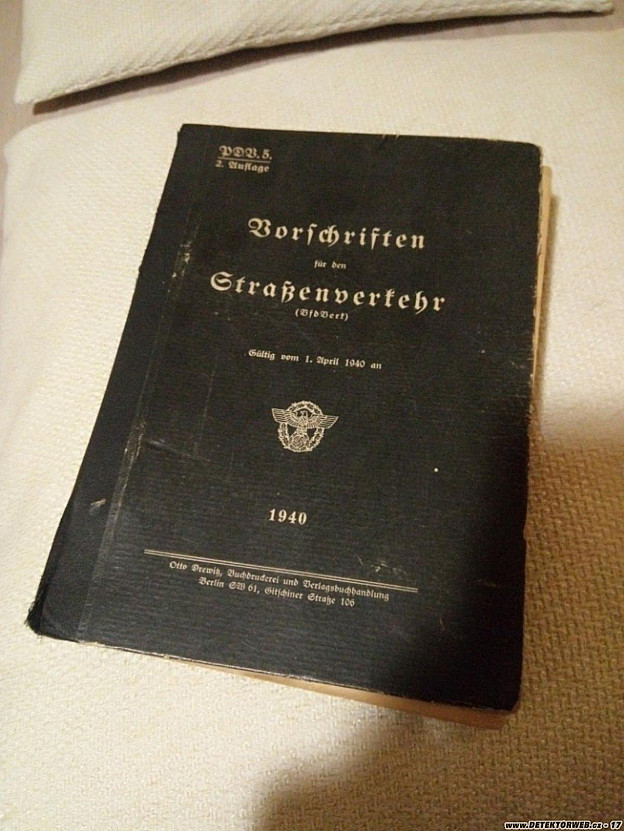 PDV. 5.
2. Auflage
Vorschriften
für den
Straßenverkehr
(VfdVerk)
Gültig vom 1. April 1940 an
1940
Otto Drewitz, Buchdruckerei und Verlagsbuchhandlung
Berlin SW 61, Gitschiner Straße 106
www.DETEKTORWEB.cz - 17